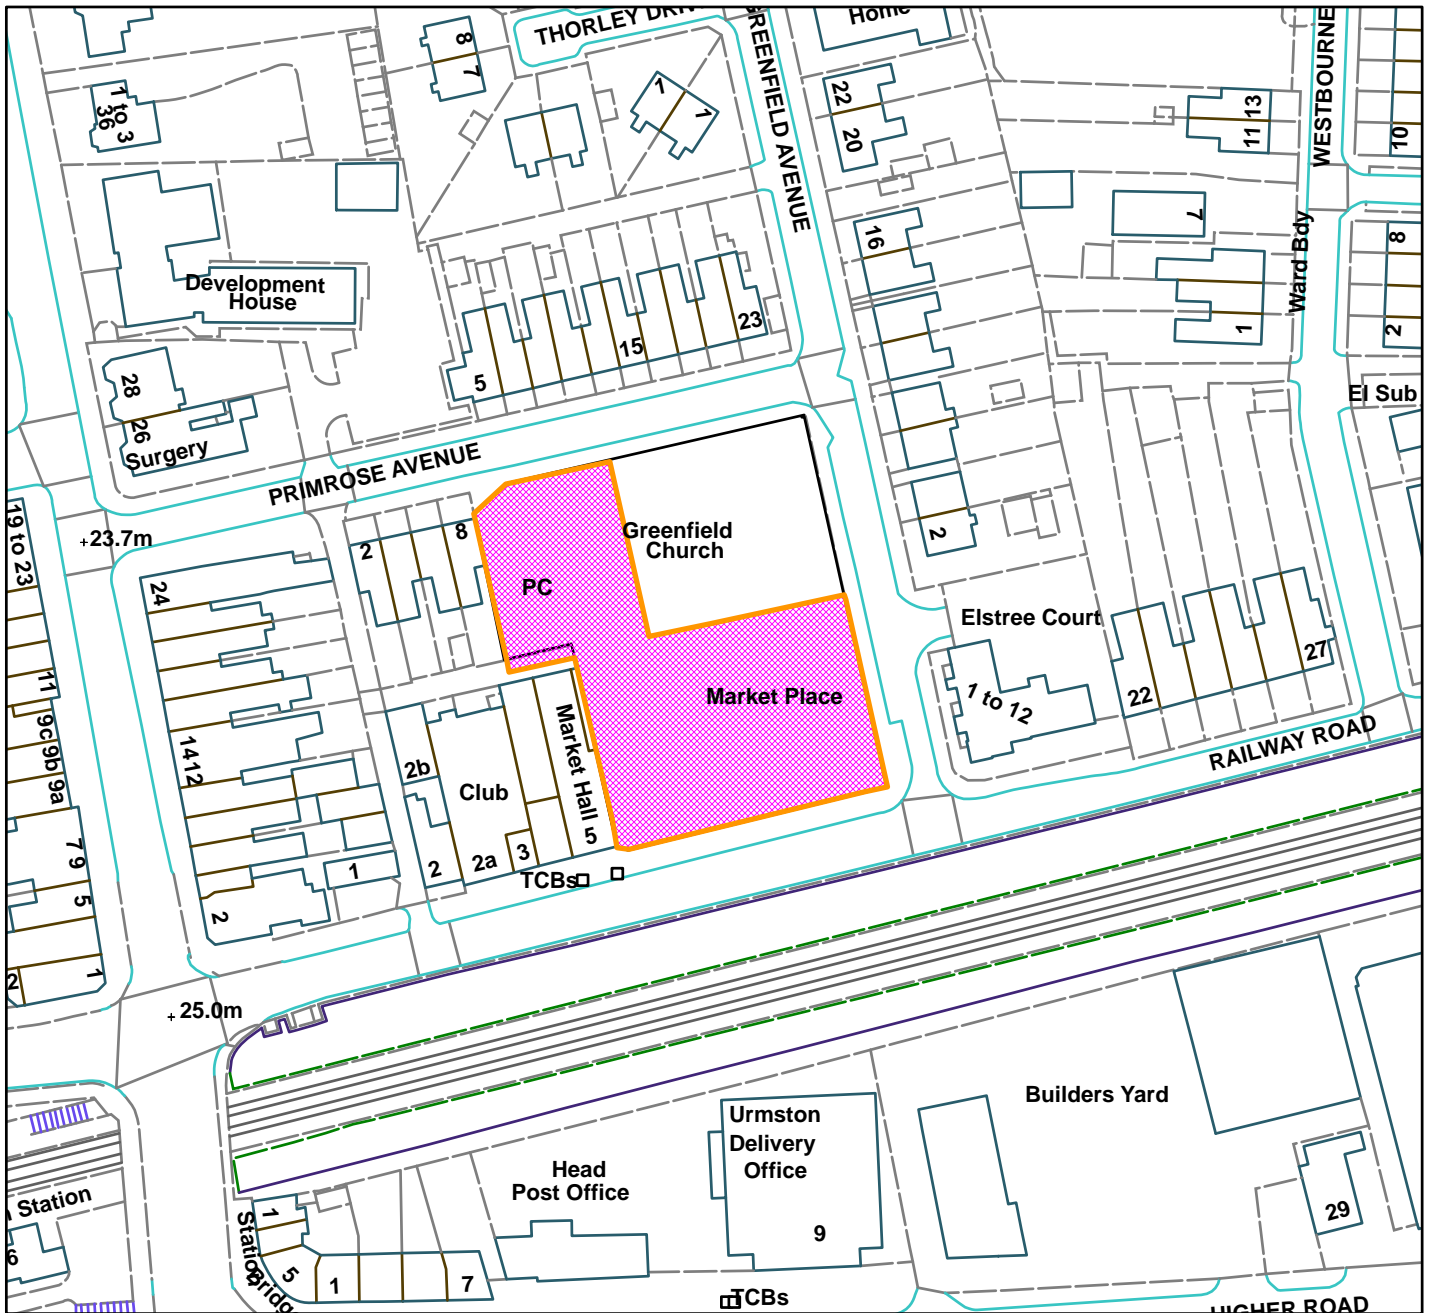 THORLEY DRIV
GREENFIELD AVENUE
Home
WESTBOURNE
8
7
1
1
22
20
13
11
10
1 to 3
36
16
7
Ward Bdy
8
2
1
Development
House
28
26
Surgery
5
15
23
El Sub
PRIMROSE AVENUE
19 to 23
+23.7m
2
8
Greenfield
Church
PC
2
24
Elstree Court
Market Place
1 to 12
22
27
RAILWAY ROAD
11
9c
9b
9a
14
12
2b
Club
Market Hall
5
7 9
5
1
2
2a
3
TCBs
2
1
2
+25.0m
Builders Yard
Urmston
Delivery
Office
Head
Post Office
9
29
Station
6
1
Station
Bridge
5
1
7
TCBs
HIGHER ROAD